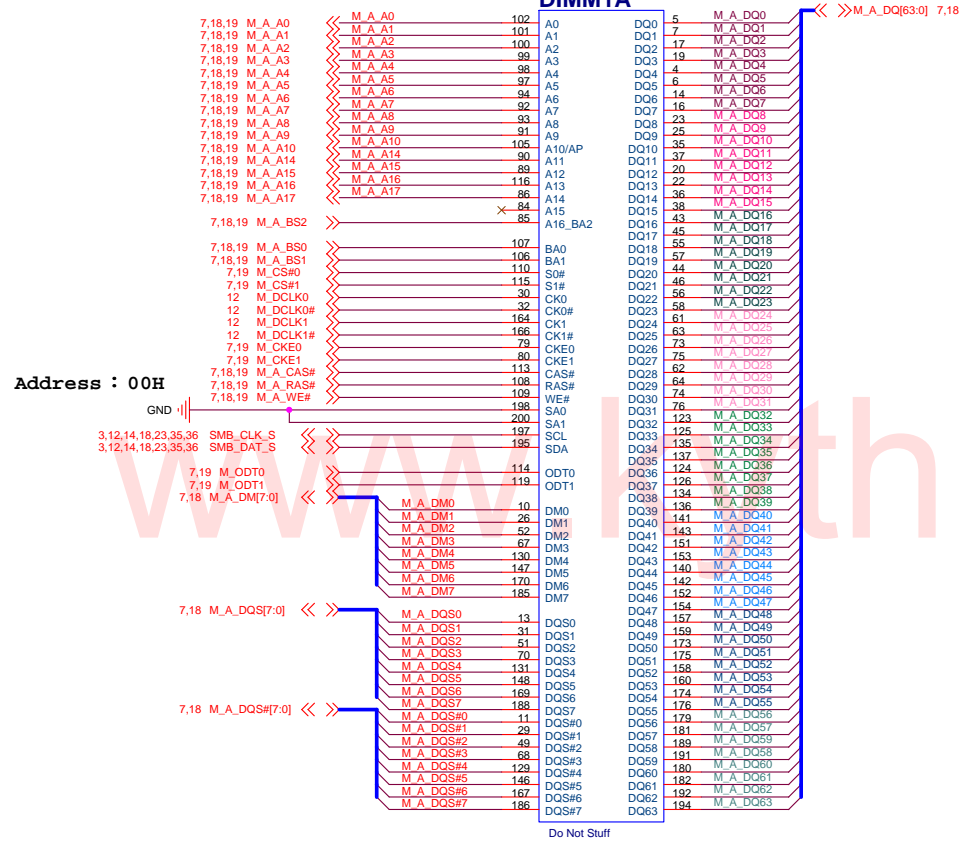 DIMM1A
M_A_DQ[63:0] 7,18
7,18,19 M_A_A0 M_A_A0 102 A0
7,18,19 M_A_A1 M_A_A1 101 A1
7,18,19 M_A_A2 M_A_A2 100 A2
7,18,19 M_A_A3 M_A_A3 99 A3
7,18,19 M_A_A4 M_A_A4 98 A4
7,18,19 M_A_A5 M_A_A5 97 A5
7,18,19 M_A_A6 M_A_A6 94 A6
7,18,19 M_A_A7 M_A_A7 92 A7
7,18,19 M_A_A8 M_A_A8 93 A8
7,18,19 M_A_A9 M_A_A9 91 A9
7,18,19 M_A_A10 M_A_A10 105 A10/AP
7,18,19 M_A_A14 M_A_A14 90 A11
7,18,19 M_A_A15 M_A_A15 89 A12
7,18,19 M_A_A16 M_A_A16 116 A13
7,18,19 M_A_A17 M_A_A17 86 A14
84 A15
7,18,19 M_A_BS2 85 A16_BA2
7,18,19 M_A_BS0 107 BA0
7,18,19 M_A_BS1 106 BA1
7,19 M_CS#0 110 S0#
7,19 M_CS#1 115 S1#
12 M_DCLK0 30 CK0
12 M_DCLK0# 32 CK0#
12 M_DCLK1 164 CK1
12 M_DCLK1# 166 CK1#
7,19 M_CKE0 79 CKE0
7,19 M_CKE1 80 CKE1
7,18,19 M_A_CAS# 113 CAS#
7,18,19 M_A_RAS# 108 RAS#
7,18,19 M_A_WE# 109 WE#
Address : 00H
GND 198 SA0
200 SA1
3,12,14,18,23,35,36 SMB_CLK_S 197 SCL
3,12,14,18,23,35,36 SMB_DAT_S 195 SDA
7,19 M_ODT0 114 ODT0
7,19 M_ODT1 119 ODT1
7,18 M_A_DM[7:0]
M_A_DM0 10 DM0
M_A_DM1 26 DM1
M_A_DM2 52 DM2
M_A_DM3 67 DM3
M_A_DM4 130 DM4
M_A_DM5 147 DM5
M_A_DM6 170 DM6
M_A_DM7 185 DM7
7,18 M_A_DQS[7:0]
M_A_DQS0 13 DQS0
M_A_DQS1 31 DQS1
M_A_DQS2 51 DQS2
M_A_DQS3 70 DQS3
M_A_DQS4 131 DQS4
M_A_DQS5 148 DQS5
M_A_DQS6 169 DQS6
M_A_DQS7 188 DQS7
7,18 M_A_DQS#[7:0]
M_A_DQS#0 11 DQS#0
M_A_DQS#1 29 DQS#1
M_A_DQS#2 49 DQS#2
M_A_DQS#3 68 DQS#3
M_A_DQS#4 129 DQS#4
M_A_DQS#5 146 DQS#5
M_A_DQS#6 167 DQS#6
M_A_DQS#7 186 DQS#7
DQ0 5 M_A_DQ0
DQ1 7 M_A_DQ1
DQ2 17 M_A_DQ2
DQ3 19 M_A_DQ3
DQ4 4 M_A_DQ4
DQ5 6 M_A_DQ5
DQ6 14 M_A_DQ6
DQ7 16 M_A_DQ7
DQ8 23 M_A_DQ8
DQ9 25 M_A_DQ9
DQ10 35 M_A_DQ10
DQ11 37 M_A_DQ11
DQ12 20 M_A_DQ12
DQ13 22 M_A_DQ13
DQ14 36 M_A_DQ14
DQ15 38 M_A_DQ15
DQ16 43 M_A_DQ16
DQ17 45 M_A_DQ17
DQ18 55 M_A_DQ18
DQ19 57 M_A_DQ19
DQ20 44 M_A_DQ20
DQ21 46 M_A_DQ21
DQ22 56 M_A_DQ22
DQ23 58 M_A_DQ23
DQ24 61 M_A_DQ24
DQ25 63 M_A_DQ25
DQ26 73 M_A_DQ26
DQ27 75 M_A_DQ27
DQ28 62 M_A_DQ28
DQ29 64 M_A_DQ29
DQ30 74 M_A_DQ30
DQ31 76 M_A_DQ31
DQ32 123 M_A_DQ32
DQ33 125 M_A_DQ33
DQ34 135 M_A_DQ34
DQ35 137 M_A_DQ35
DQ36 124 M_A_DQ36
DQ37 126 M_A_DQ37
DQ38 134 M_A_DQ38
DQ39 136 M_A_DQ39
DQ40 141 M_A_DQ40
DQ41 143 M_A_DQ41
DQ42 151 M_A_DQ42
DQ43 153 M_A_DQ43
DQ44 140 M_A_DQ44
DQ45 142 M_A_DQ45
DQ46 152 M_A_DQ46
DQ47 154 M_A_DQ47
DQ48 157 M_A_DQ48
DQ49 159 M_A_DQ49
DQ50 173 M_A_DQ50
DQ51 175 M_A_DQ51
DQ52 158 M_A_DQ52
DQ53 160 M_A_DQ53
DQ54 174 M_A_DQ54
DQ55 176 M_A_DQ55
DQ56 179 M_A_DQ56
DQ57 181 M_A_DQ57
DQ58 189 M_A_DQ59
DQ59 191 M_A_DQ58
DQ60 180 M_A_DQ60
DQ61 182 M_A_DQ61
DQ62 192 M_A_DQ62
DQ63 194 M_A_DQ63
Do Not Stuff
www.kyth